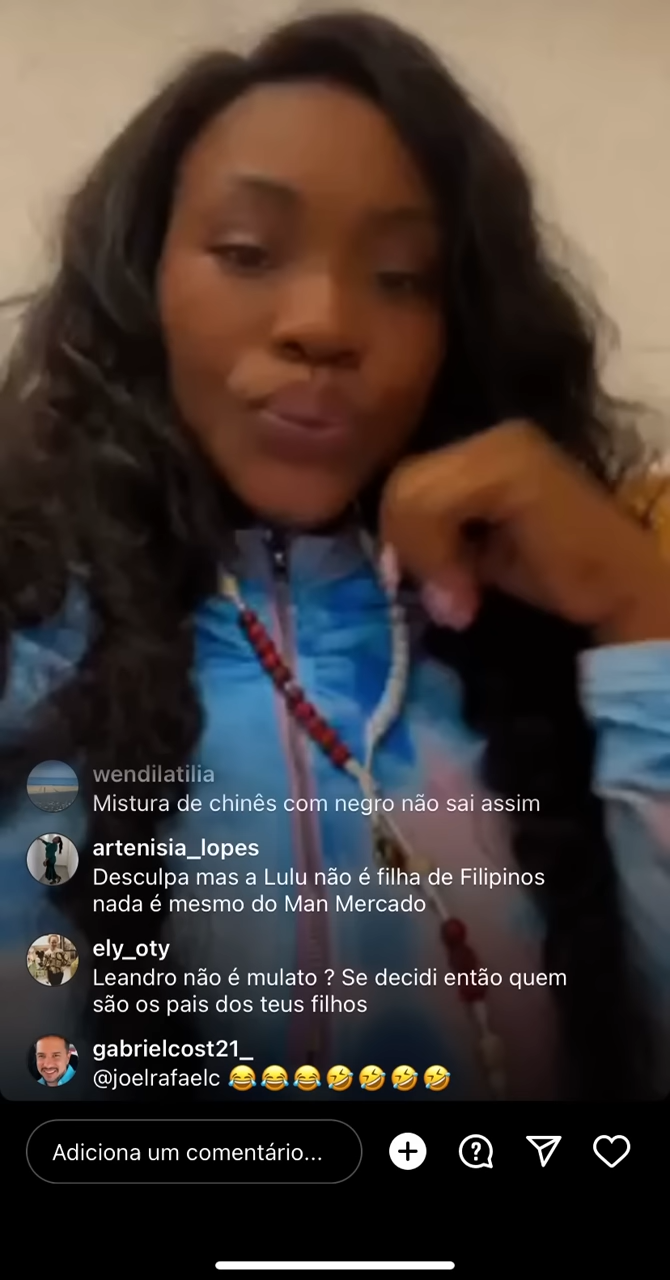 wendilatilia
Mistura de chinês com negro não sai assim
artenisia_lopes
Desculpa mas a Lulu não é filha de Filipinos
nada é mesmo do Man Mercado
ely_oty
Leandro não é mulato ? Se decidi então quem
são os pais dos teus filhos
gabrielcost21_
@joelrafaelc 😂😂😂🤣🤣🤣🤣
Adiciona um comentário...